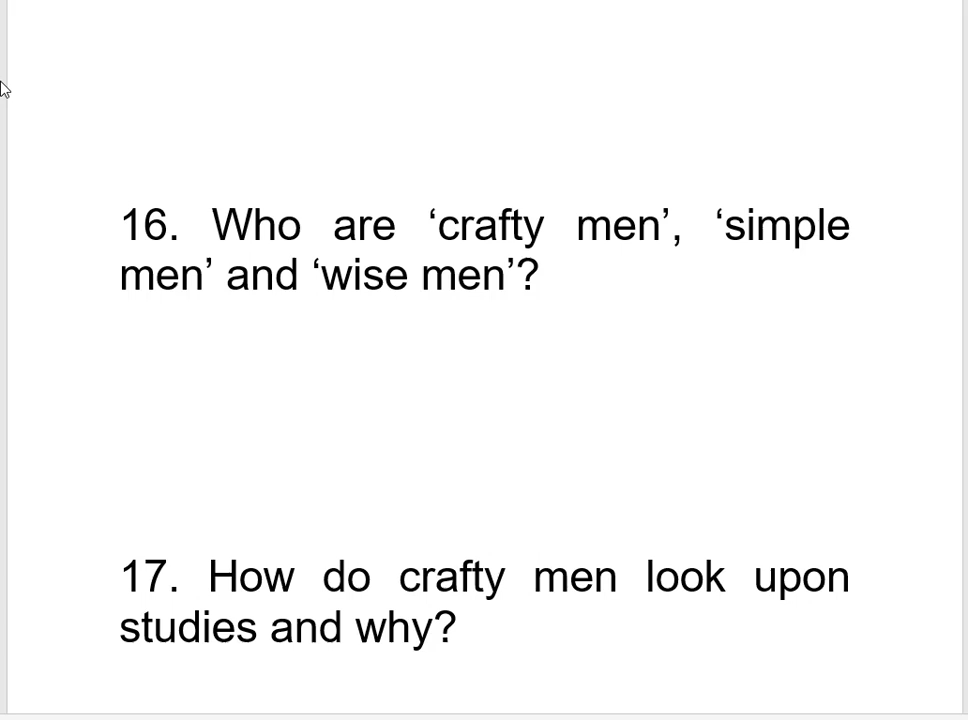 16. Who are ‘crafty men’, ‘simple
men’ and ‘wise men’?
17. How do crafty men look upon
studies and why?